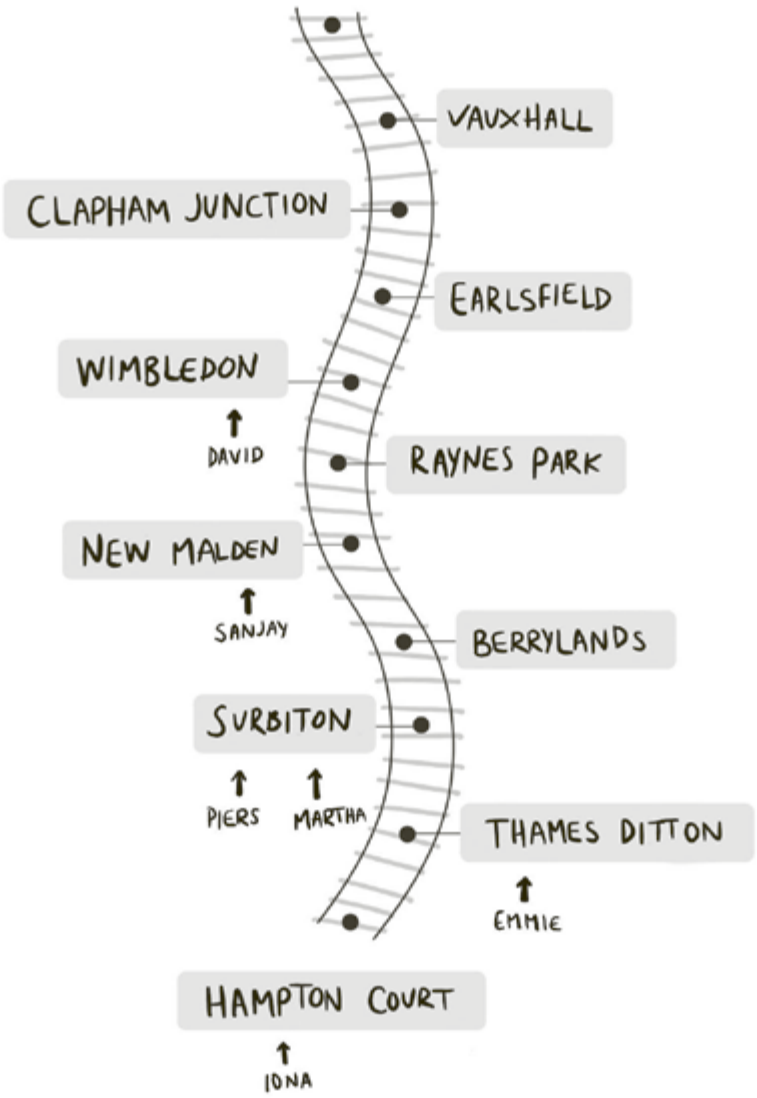 VAUXHALL
CLAPHAM JUNCTION
EARLSFIELD
WIMBLEDON
DAVID
RAYNES PARK
NEW MALDEN
SANJAY
BERRYLANDS
SURBITON
PIERS MARTHA
THAMES DITTON
EMMIE
HAMPTON COURT
IONA